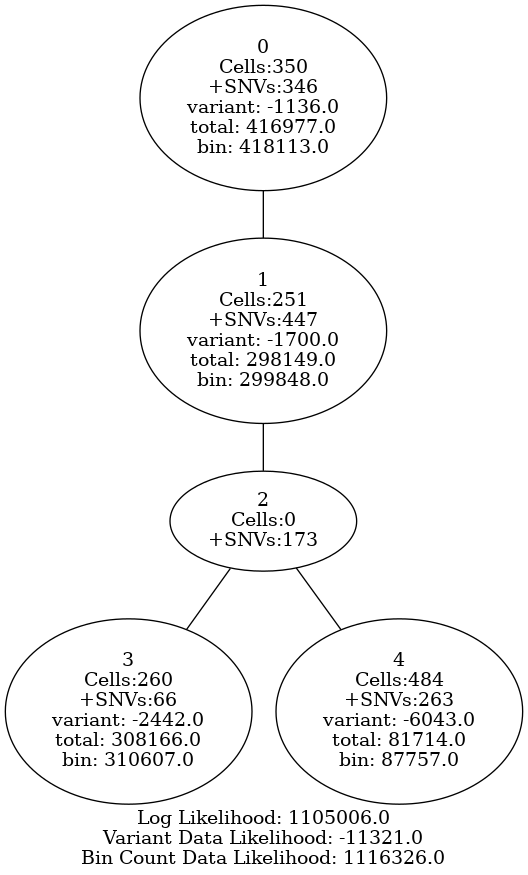 0
Cells:350
+SNVs:346
variant: -1136.0
total: 416977.0
bin: 418113.0
1
Cells:251
+SNVs:447
variant: -1700.0
total: 298149.0
bin: 299848.0
2
Cells:0
+SNVs:173
3
Cells:260
+SNVs:66
variant: -2442.0
total: 308166.0
bin: 310607.0
4
Cells:484
+SNVs:263
variant: -6043.0
total: 81714.0
bin: 87757.0
Log Likelihood: 1105006.0
Variant Data Likelihood: -11321.0
Bin Count Data Likelihood: 1116326.0